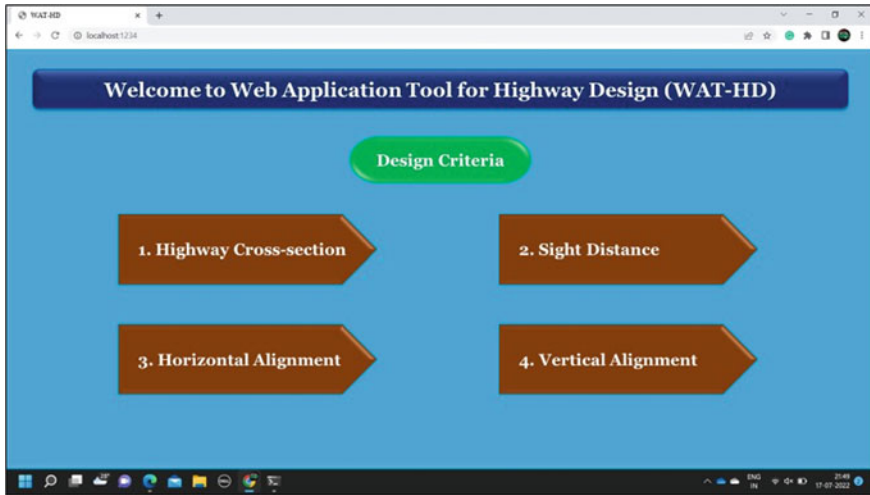 WAT-HD
localhost:1234
Welcome to Web Application Tool for Highway Design (WAT-HD)
Design Criteria
1. Highway Cross-section
2. Sight Distance
3. Horizontal Alignment
4. Vertical Alignment
28°
ENG
IN
21:49
17-07-2022